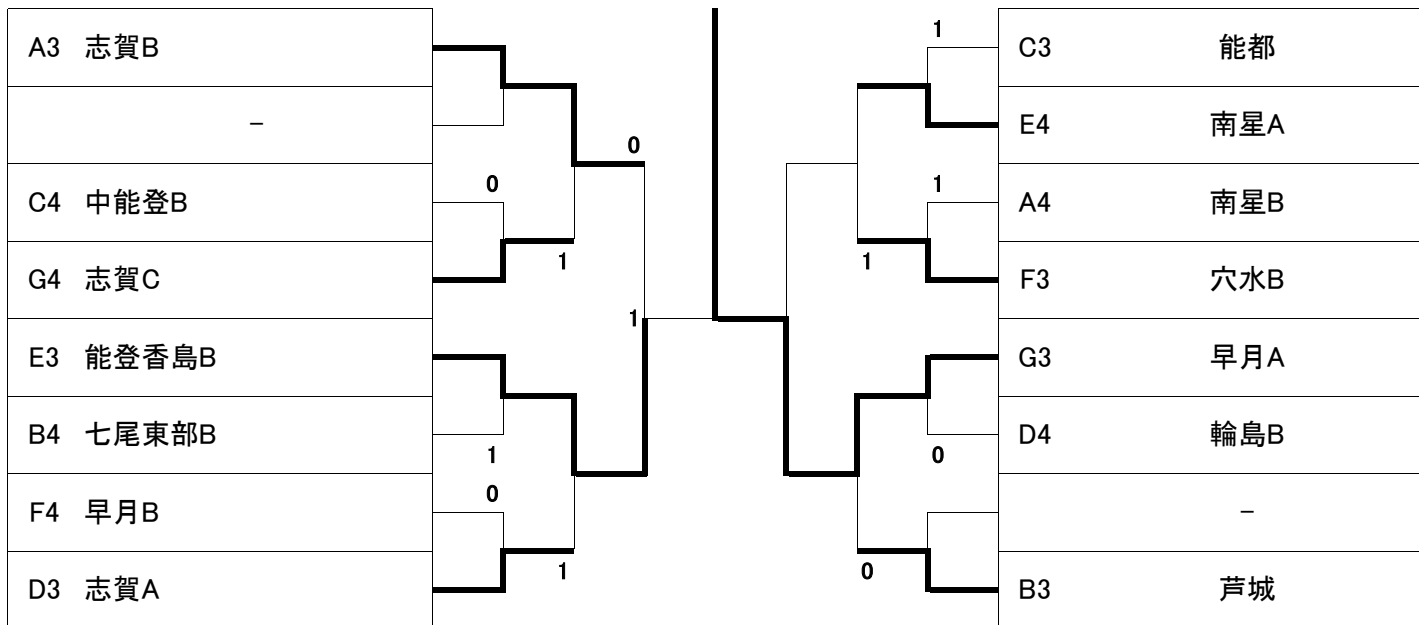 A3 志賀B
-
C4 中能登B
G4 志賀C
E3 能登香島B
B4 七尾東部B
F4 早月B
D3 志賀A
0
0
1
1
1
0
1
1
1
1
0
0
C3 能都
E4 南星A
A4 南星B
F3 穴水B
G3 早月A
D4 輪島B
-
B3 芦城